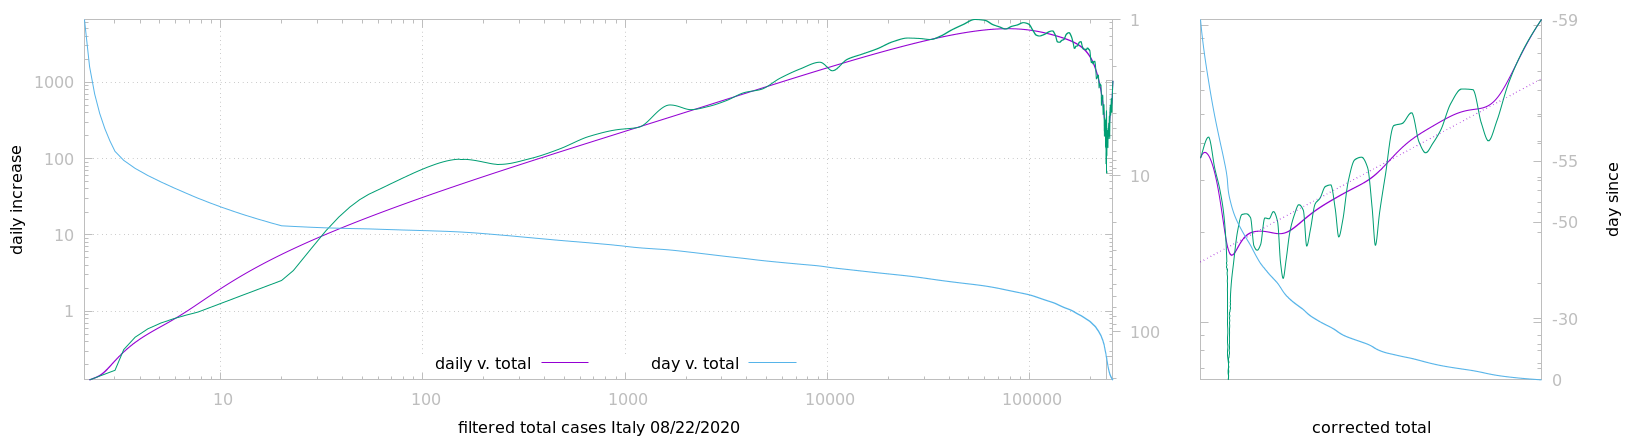 daily increase
1000
100
10
1
1
10
100
daily v. total
day v. total
10
100
1000
10000
100000
filtered total cases Italy 08/22/2020
-59
-55
-50
-30
0
day since
corrected total